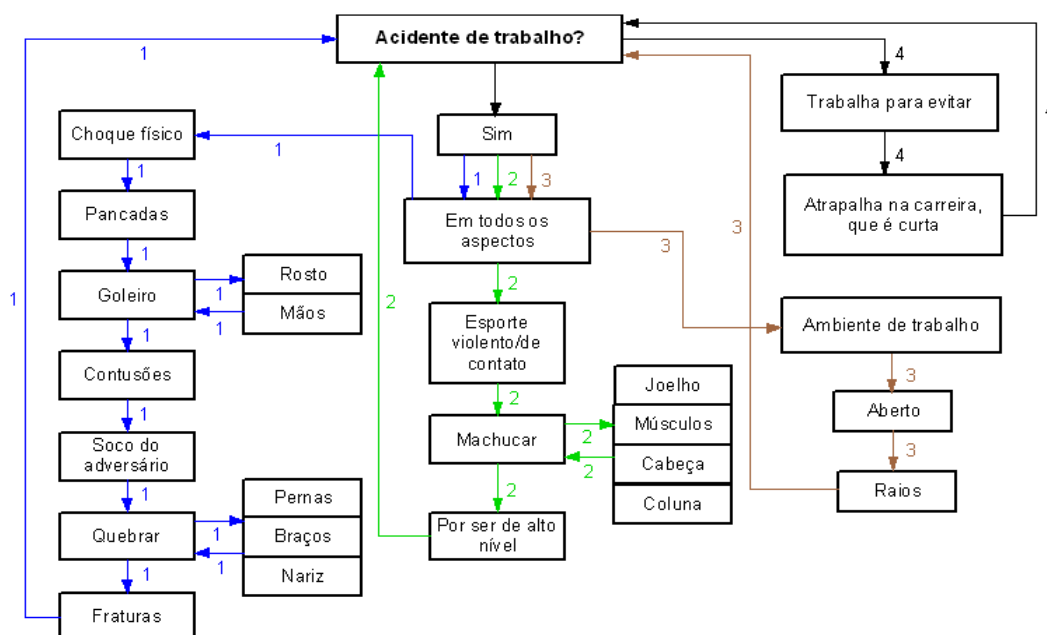 Acidente de trabalho?
1
4
Trabalha para evitar
4
Atrapalha na carreira,
que é curta
Sim
1
2
3
Choque físico
1
1
Pancadas
1
Em todos os
aspectos
3
3
Goleiro
1
1
Rosto
Mãos
1
2
1
2
Esporte
violento/de
contato
3
Ambiente de trabalho
3
Contusões
1
2
Joelho
Músculos
Cabeça
Coluna
Aberto
3
Soco do
adversário
1
Machucar
2
2
2
Raios
Quebrar
1
1
Pernas
Braços
Nariz
1
Por ser de alto
nível
Fraturas